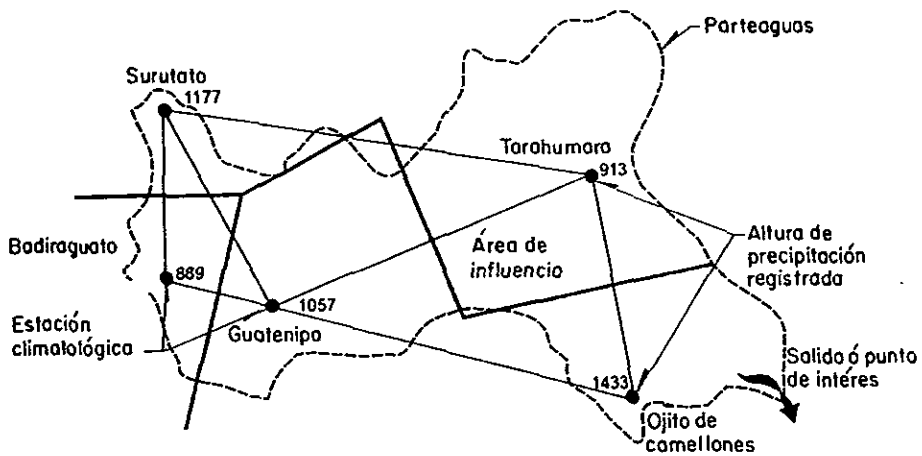 Parteaguas
Surutato
1177
Tarahumara
913
Badiraguato
889
Área de
influencia
Altura de
precipitación
registrada
1057
Guatenipa
Estación
climatológica
Salida ó punto
de intéres
1433
Ojito de
camellones